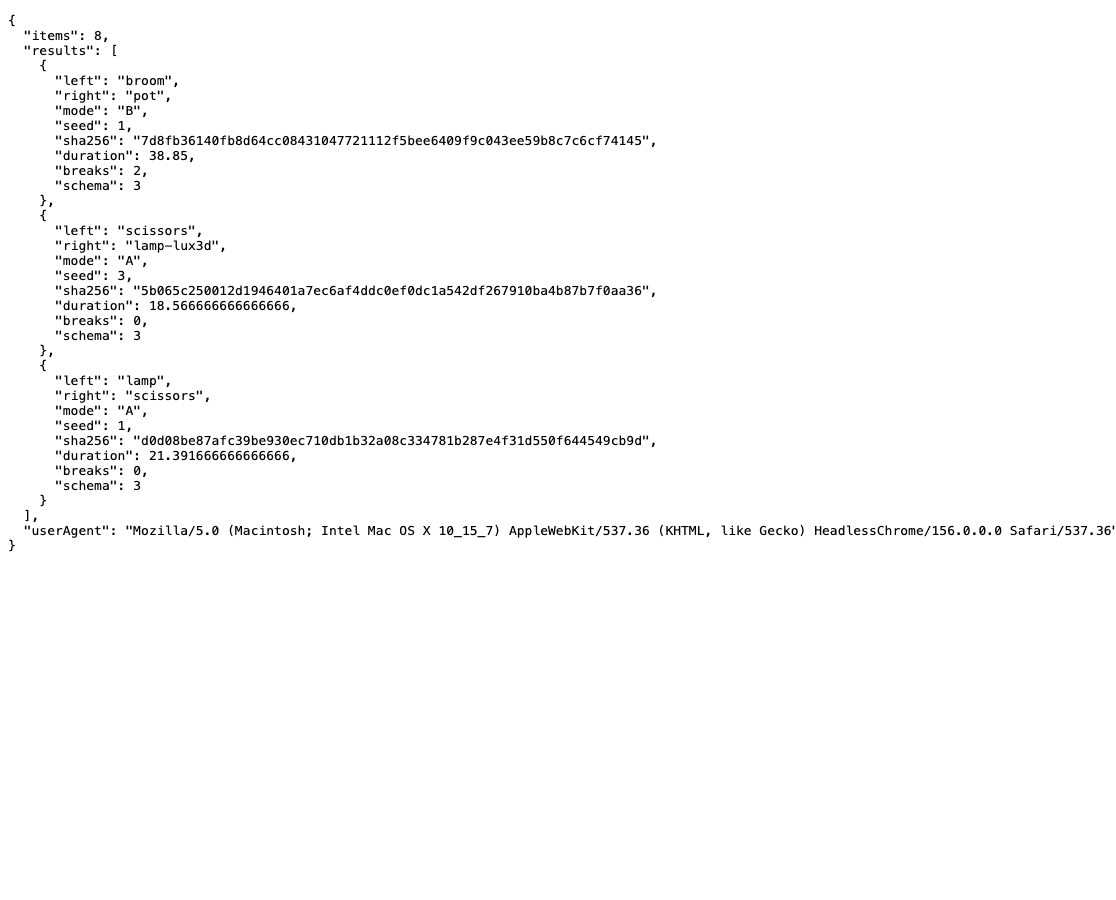 {
  "items": 8,
  "results": [
    {
      "left": "broom",
      "right": "pot",
      "mode": "B",
      "seed": 1,
      "sha256": "7d8fb36140fb8d64cc08431047721112f5bee6409f9c043ee59b8c7c6cf74145",
      "duration": 38.85,
      "breaks": 2,
      "schema": 3
    },
    {
      "left": "scissors",
      "right": "lamp-lux3d",
      "mode": "A",
      "seed": 3,
      "sha256": "5b065c250012d1946401a7ec6af4ddc0ef0dc1a542df267910ba4b87b7f0aa36",
      "duration": 18.566666666666666,
      "breaks": 0,
      "schema": 3
    },
    {
      "left": "lamp",
      "right": "scissors",
      "mode": "A",
      "seed": 1,
      "sha256": "d0d08be87afc39be930ec710db1b32a08c334781b287e4f31d550f644549cb9d",
      "duration": 21.391666666666666,
      "breaks": 0,
      "schema": 3
    }
  ],
  "userAgent": "Mozilla/5.0 (Macintosh; Intel Mac OS X 10_15_7) AppleWebKit/537.36 (KHTML, like Gecko) HeadlessChrome/156.0.0.0 Safari/537.36"
}